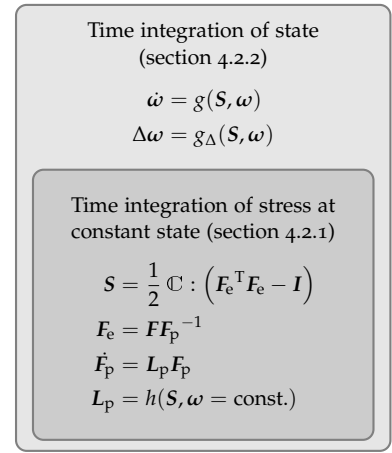 Time integration of state
(section 4.2.2)
ω̇ = g(S, ω)
Δω = g_Δ(S, ω)
Time integration of stress at
constant state (section 4.2.1)
S = 1/2 ℂ : (F_e^T F_e − I)
F_e = FF_p^−1
Ḟ_p = L_p F_p
L_p = h(S, ω = const.)